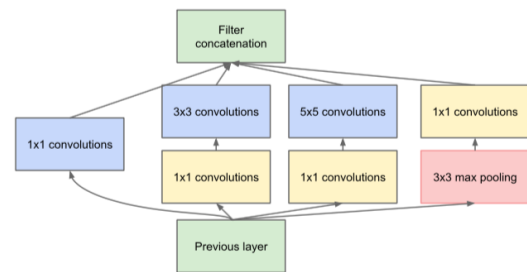 Filter
concatenation
3x3 convolutions
5x5 convolutions
1x1 convolutions
1x1 convolutions
1x1 convolutions
1x1 convolutions
3x3 max pooling
Previous layer